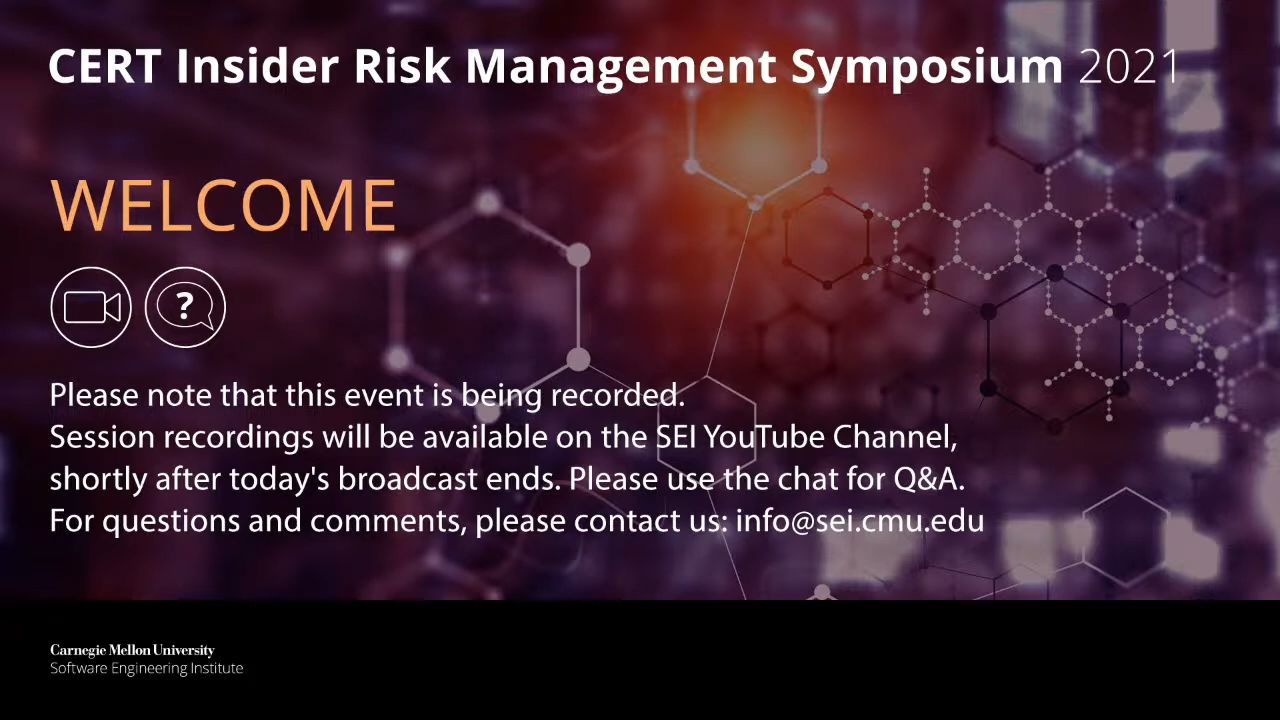 CERT Insider Risk Management Symposium 2021
WELCOME
?
Please note that this event is being recorded.
Session recordings will be available on the SEI YouTube Channel,
shortly after today's broadcast ends. Please use the chat for Q&A.
For questions and comments, please contact us: info@sei.cmu.edu
Carnegie Mellon University
Software Engineering Institute